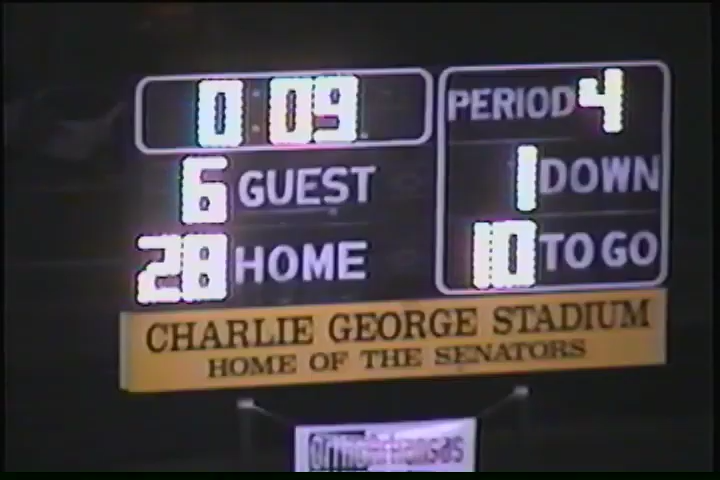 0:09 PERIOD 4
6 GUEST 1 DOWN
28 HOME 10 TO GO
CHARLIE GEORGE STADIUM
HOME OF THE SENATORS
OrthoArkansas